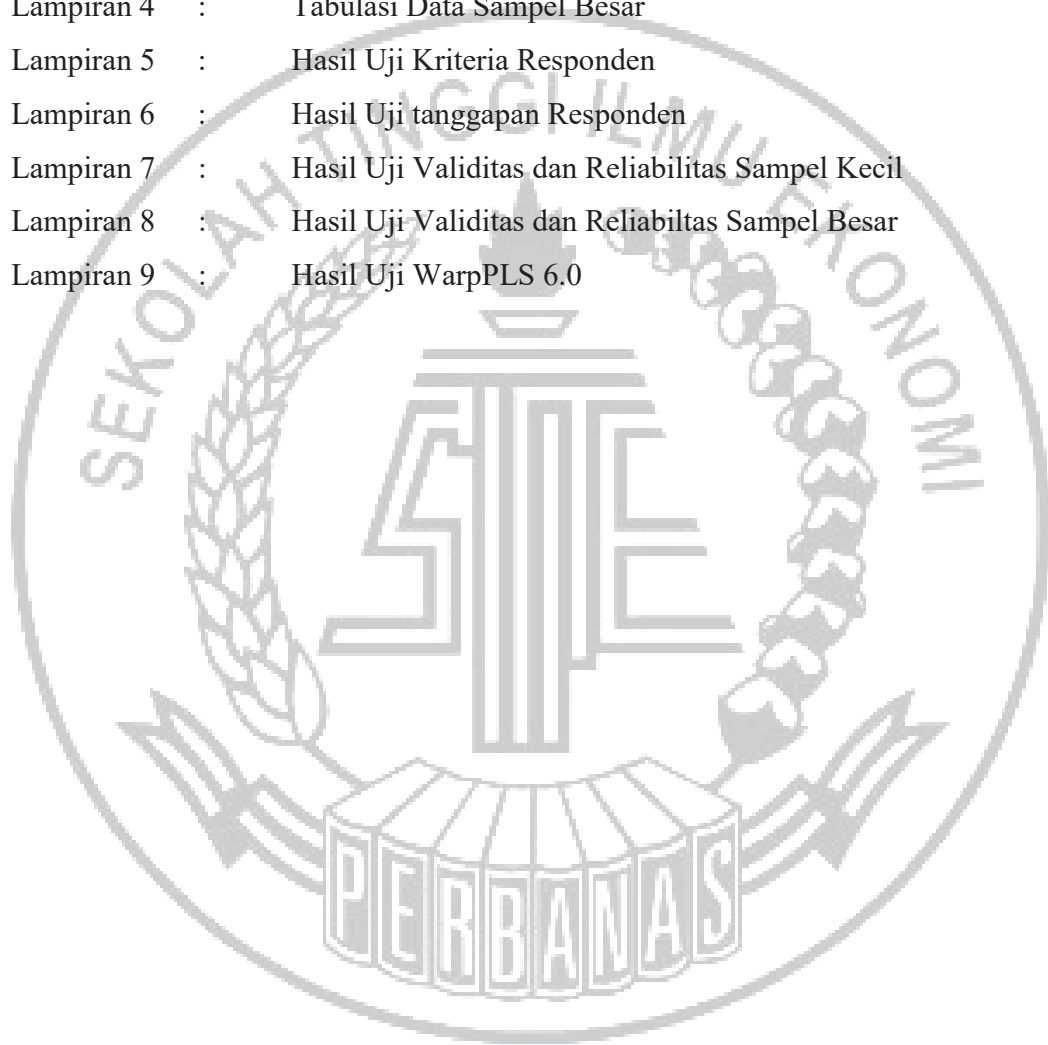 Lampiran 4 : Tabulasi Data Sampel Besar
Lampiran 5 : Hasil Uji Kriteria Responden
Lampiran 6 : Hasil Uji tanggapan Responden
Lampiran 7 : Hasil Uji Validitas dan Reliabilitas Sampel Kecil
Lampiran 8 : Hasil Uji Validitas dan Reliabiltas Sampel Besar
Lampiran 9 : Hasil Uji WarpPLS 6.0
SEKOLAH TINGGI ILMU EKONOMI
STIE
PERBANAS